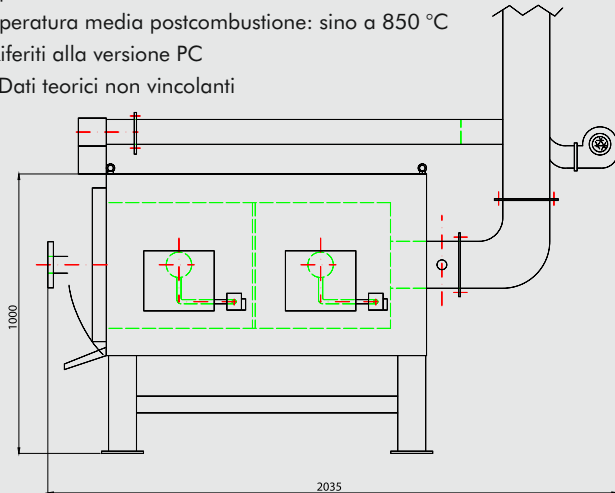 peratura media postcombustione: sino a 850 °C
iferiti alla versione PC
Dati teorici non vincolanti
1000
2035